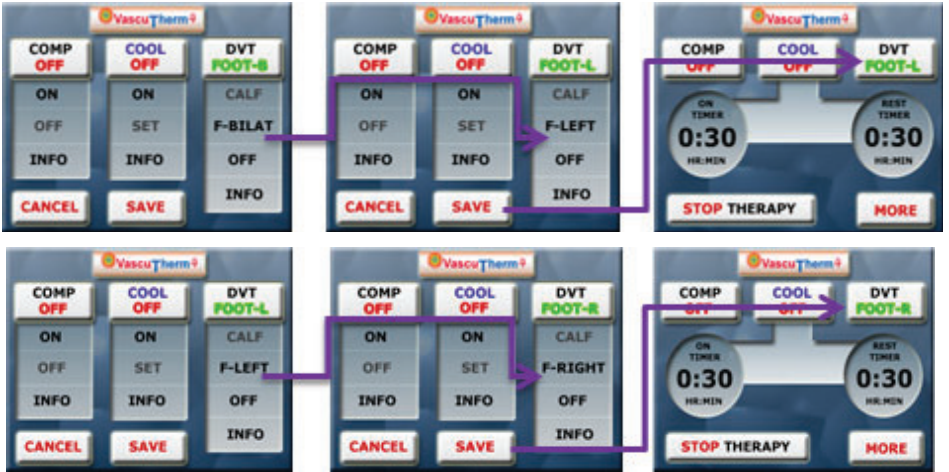 VascuTherm4
COMP COOL DVT
OFF OFF FOOT-B
ON ON CALF
OFF SET F-BILAT
INFO INFO OFF
INFO
CANCEL SAVE
VascuTherm4
COMP COOL DVT
OFF OFF FOOT-L
ON ON CALF
OFF SET F-LEFT
INFO INFO OFF
INFO
CANCEL SAVE
VascuTherm4
COMP COOL DVT
OFF OFF FOOT-L
ON REST
TIMER TIMER
0:30 0:30
HR:MIN HR:MIN
STOP THERAPY MORE
VascuTherm4
COMP COOL DVT
OFF OFF FOOT-L
ON ON CALF
OFF SET F-LEFT
INFO INFO OFF
INFO
CANCEL SAVE
VascuTherm4
COMP COOL DVT
OFF OFF FOOT-R
ON ON CALF
OFF SET F-RIGHT
INFO INFO OFF
INFO
CANCEL SAVE
VascuTherm4
COMP COOL DVT
OFF OFF FOOT-R
ON REST
TIMER TIMER
0:30 0:30
HR:MIN HR:MIN
STOP THERAPY MORE